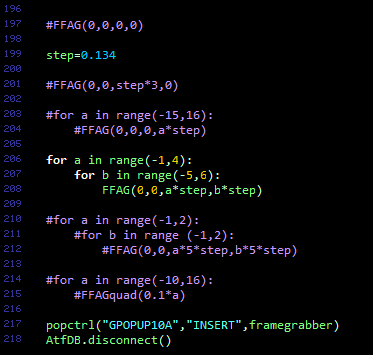 196
197 #FFAG(0,0,0,0)
198
199 step=0.134
200
201 #FFAG(0,0,step*3,0)
202
203 #for a in range(-15,16):
204 #FFAG(0,0,0,a*step)
205
206 for a in range(-1,4):
207 for b in range(-5,6):
208 FFAG(0,0,a*step,b*step)
209
210 #for a in range(-1,2):
211 #for b in range (-1,2):
212 #FFAG(0,0,a*5*step,b*5*step)
213
214 #for a in range(-10,16):
215 #FFAGquad(0.1*a)
216
217 popctrl("GPOPUP10A","INSERT",framegrabber)
218 AtfDB.disconnect()